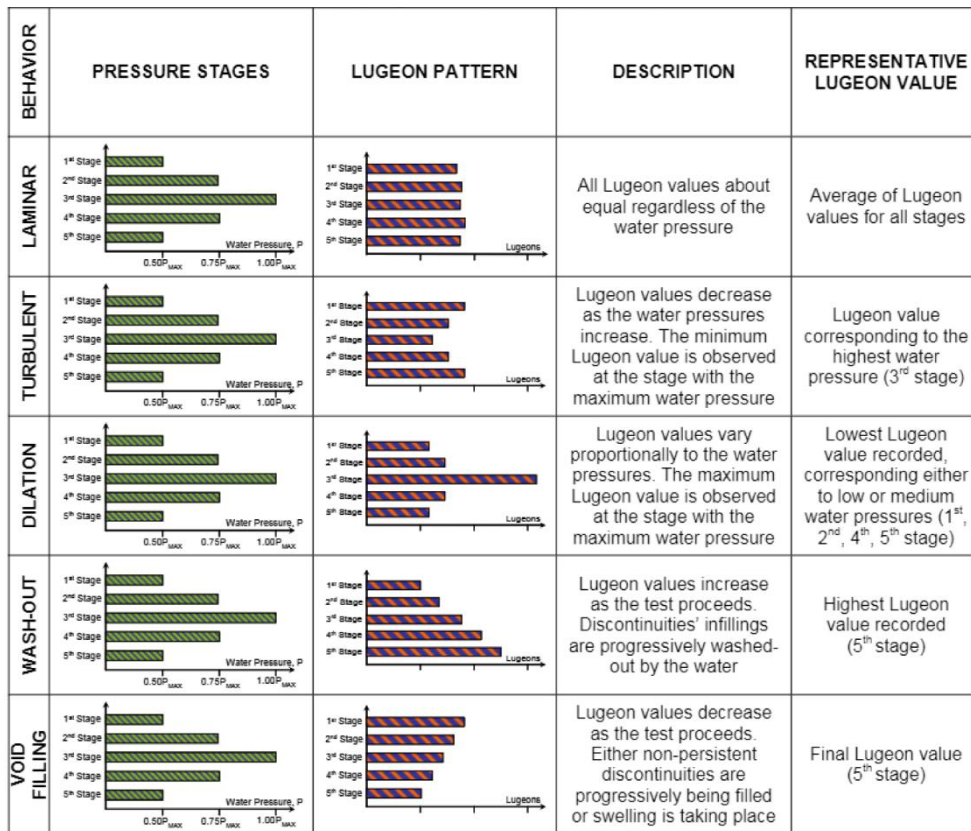 BEHAVIOR
PRESSURE STAGES
LUGEON PATTERN
DESCRIPTION
REPRESENTATIVE
LUGEON VALUE
LAMINAR
1st Stage
2nd Stage
3rd Stage
4th Stage
5th Stage
Water Pressure, P
0.50PMAX 0.75PMAX 1.00PMAX
1st Stage
2nd Stage
3rd Stage
4th Stage
5th Stage
Lugeons
All Lugeon values about
equal regardless of the
water pressure
Average of Lugeon
values for all stages
TURBULENT
1st Stage
2nd Stage
3rd Stage
4th Stage
5th Stage
Water Pressure, P
0.50PMAX 0.75PMAX 1.00PMAX
1st Stage
2nd Stage
3rd Stage
4th Stage
5th Stage
Lugeons
Lugeon values decrease
as the water pressures
increase. The minimum
Lugeon value is observed
at the stage with the
maximum water pressure
Lugeon value
corresponding to the
highest water
pressure (3rd stage)
DILATION
1st Stage
2nd Stage
3rd Stage
4th Stage
5th Stage
Water Pressure, P
0.50PMAX 0.75PMAX 1.00PMAX
1st Stage
2nd Stage
3rd Stage
4th Stage
5th Stage
Lugeons
Lugeon values vary
proportionally to the water
pressures. The maximum
Lugeon value is observed
at the stage with the
maximum water pressure
Lowest Lugeon
value recorded,
corresponding either
to low or medium
water pressures (1st,
2nd, 4th, 5th stage)
WASH-OUT
1st Stage
2nd Stage
3rd Stage
4th Stage
5th Stage
Water Pressure, P
0.50PMAX 0.75PMAX 1.00PMAX
1st Stage
2nd Stage
3rd Stage
4th Stage
5th Stage
Lugeons
Lugeon values increase
as the test proceeds.
Discontinuities' infillings
are progressively washed-
out by the water
Highest Lugeon
value recorded
(5th stage)
VOID
FILLING
1st Stage
2nd Stage
3rd Stage
4th Stage
5th Stage
Water Pressure, P
0.50PMAX 0.75PMAX 1.00PMAX
1st Stage
2nd Stage
3rd Stage
4th Stage
5th Stage
Lugeons
Lugeon values decrease
as the test proceeds.
Either non-persistent
discontinuities are
progressively being filled
or swelling is taking place
Final Lugeon value
(5th stage)